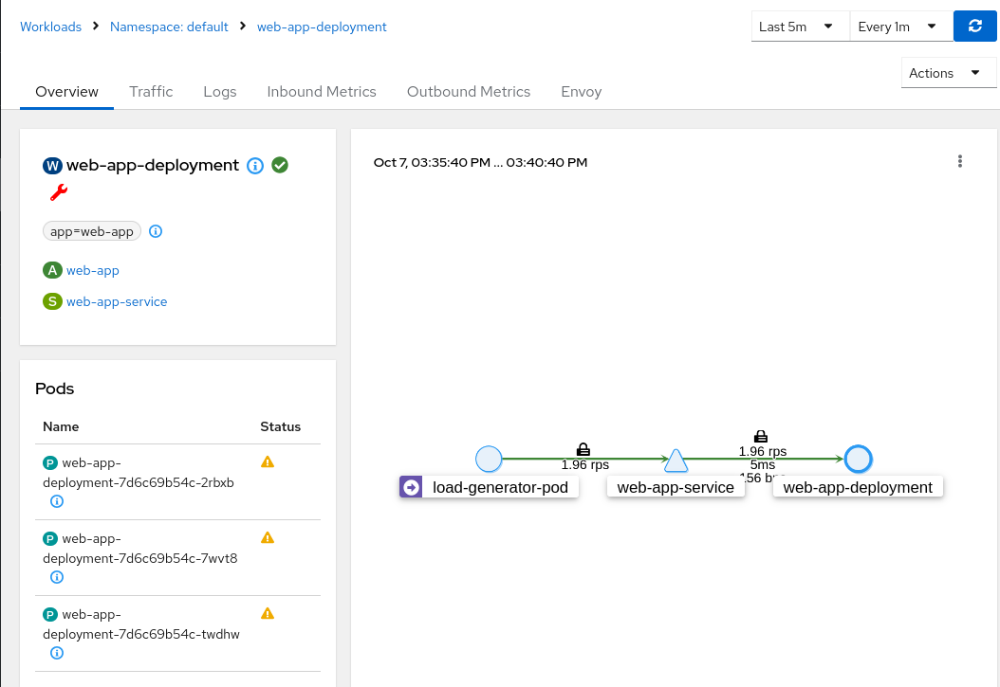 Workloads > Namespace: default > web-app-deployment
Last 5m
Every 1m
Actions
Overview Traffic Logs Inbound Metrics Outbound Metrics Envoy
W web-app-deployment
app=web-app
A web-app
S web-app-service
Pods
Name Status
P web-app-
deployment-7d6c69b54c-2rbxb
P web-app-
deployment-7d6c69b54c-7wvt8
P web-app-
deployment-7d6c69b54c-twdhw
Oct 7, 03:35:40 PM ... 03:40:40 PM
1.96 rps
1.96 rps
5ms
load-generator-pod
web-app-service
web-app-deployment